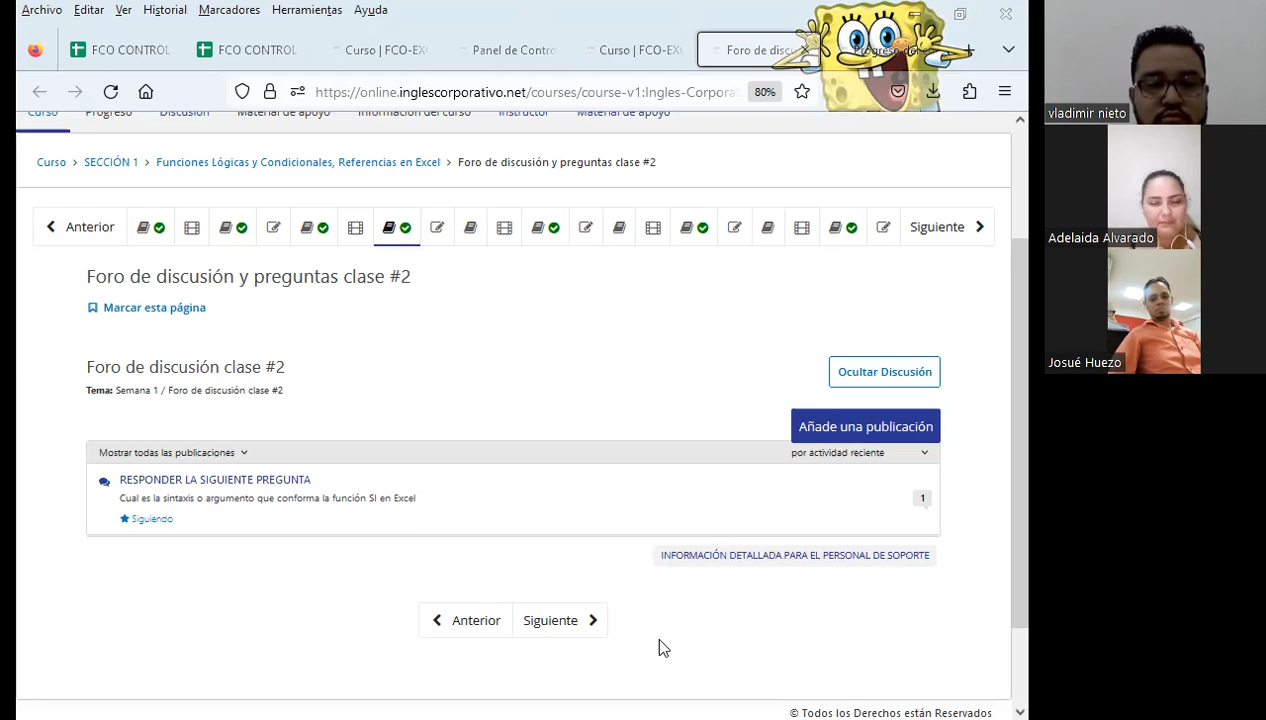 Archivo Editar Ver Historial Marcadores Herramientas Ayuda
FCO CONTROL FCO CONTROL Curso | FCO-EX Panel de Contro Curso | FCO-EX Foro de discu
https://online.inglescorporativo.net/courses/course-v1:Ingles-Corpora 80%
Curso Progreso Discusión Material de apoyo Información del curso Instructor Material de apoyo
Curso > SECCIÓN 1 > Funciones Lógicas y Condicionales, Referencias en Excel > Foro de discusión y preguntas clase #2
Anterior Siguiente
Foro de discusión y preguntas clase #2
Marcar esta página
Foro de discusión clase #2
Tema: Semana 1 / Foro de discusión clase #2
Ocultar Discusión
Añade una publicación
Mostrar todas las publicaciones por actividad reciente
RESPONDER LA SIGUIENTE PREGUNTA
Cual es la sintaxis o argumento que conforma la función SI en Excel
1
Siguiendo
INFORMACIÓN DETALLADA PARA EL PERSONAL DE SOPORTE
Anterior Siguiente
© Todos los Derechos están Reservados
vladimir nieto
Adelaida Alvarado
Josué Huezo